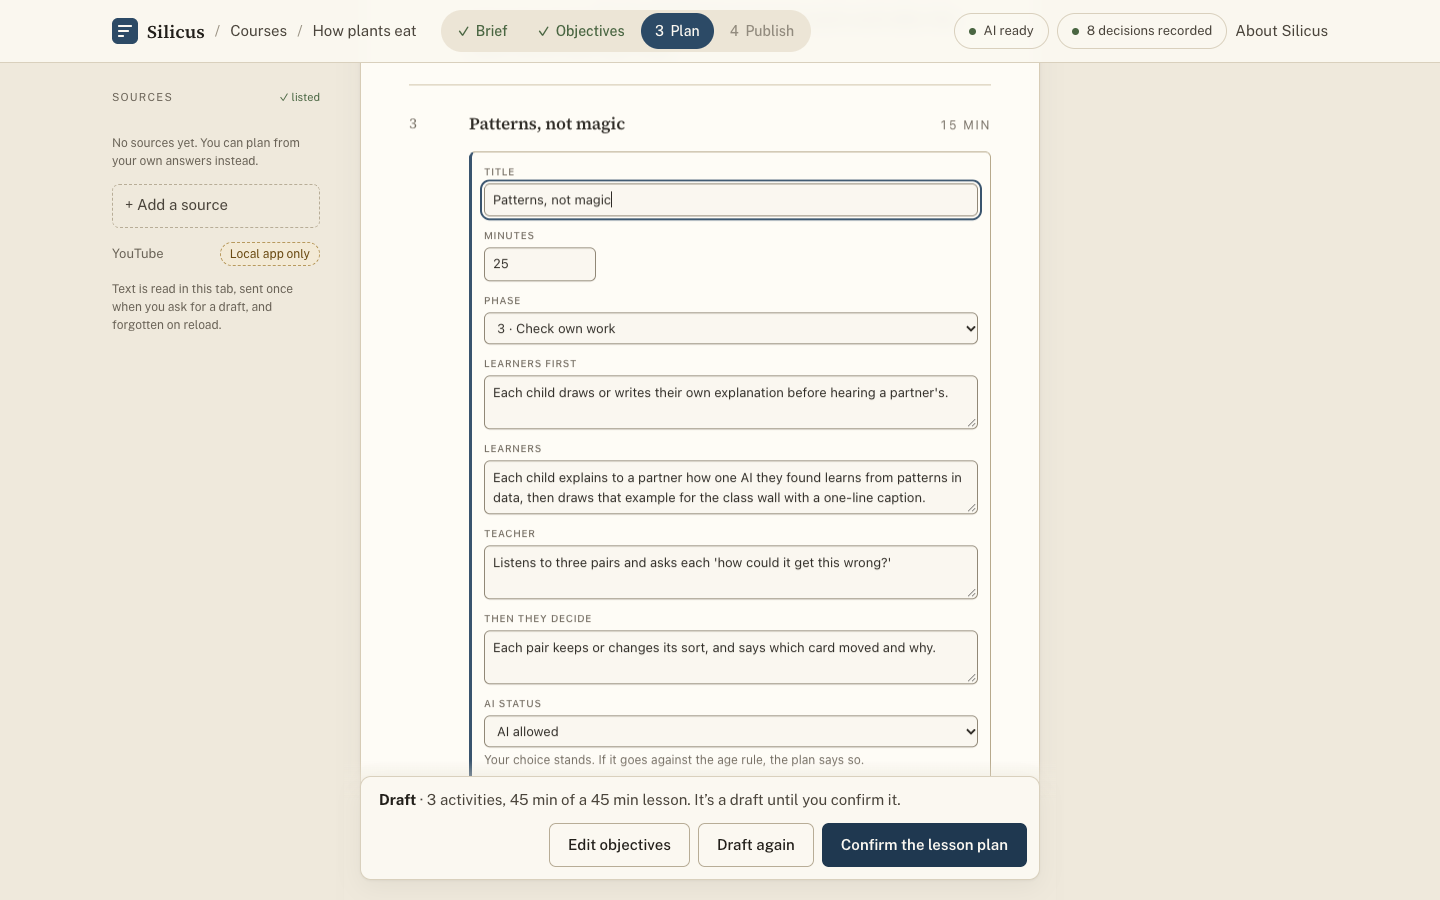 Silicus / Courses / How plants eat ✓ Brief ✓ Objectives 3 Plan 4 Publish AI ready 8 decisions recorded About Silicus
SOURCES ✓ listed
No sources yet. You can plan from
your own answers instead.
+ Add a source
YouTube Local app only
Text is read in this tab, sent once
when you ask for a draft, and
forgotten on reload.
3 Patterns, not magic 15 MIN
TITLE
Patterns, not magic
MINUTES
25
PHASE
3 · Check own work
LEARNERS FIRST
Each child draws or writes their own explanation before hearing a partner's.
LEARNERS
Each child explains to a partner how one AI they found learns from patterns in
data, then draws that example for the class wall with a one-line caption.
TEACHER
Listens to three pairs and asks each 'how could it get this wrong?'
THEN THEY DECIDE
Each pair keeps or changes its sort, and says which card moved and why.
AI STATUS
AI allowed
Your choice stands. If it goes against the age rule, the plan says so.
Draft · 3 activities, 45 min of a 45 min lesson. It’s a draft until you confirm it.
Edit objectives Draft again Confirm the lesson plan